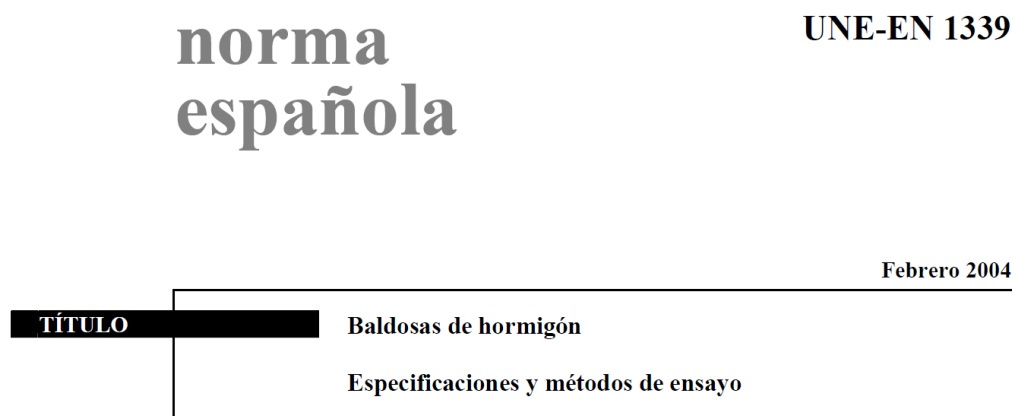 norma
española
UNE-EN 1339
Febrero 2004
TÍTULO
Baldosas de hormigón
Especificaciones y métodos de ensayo